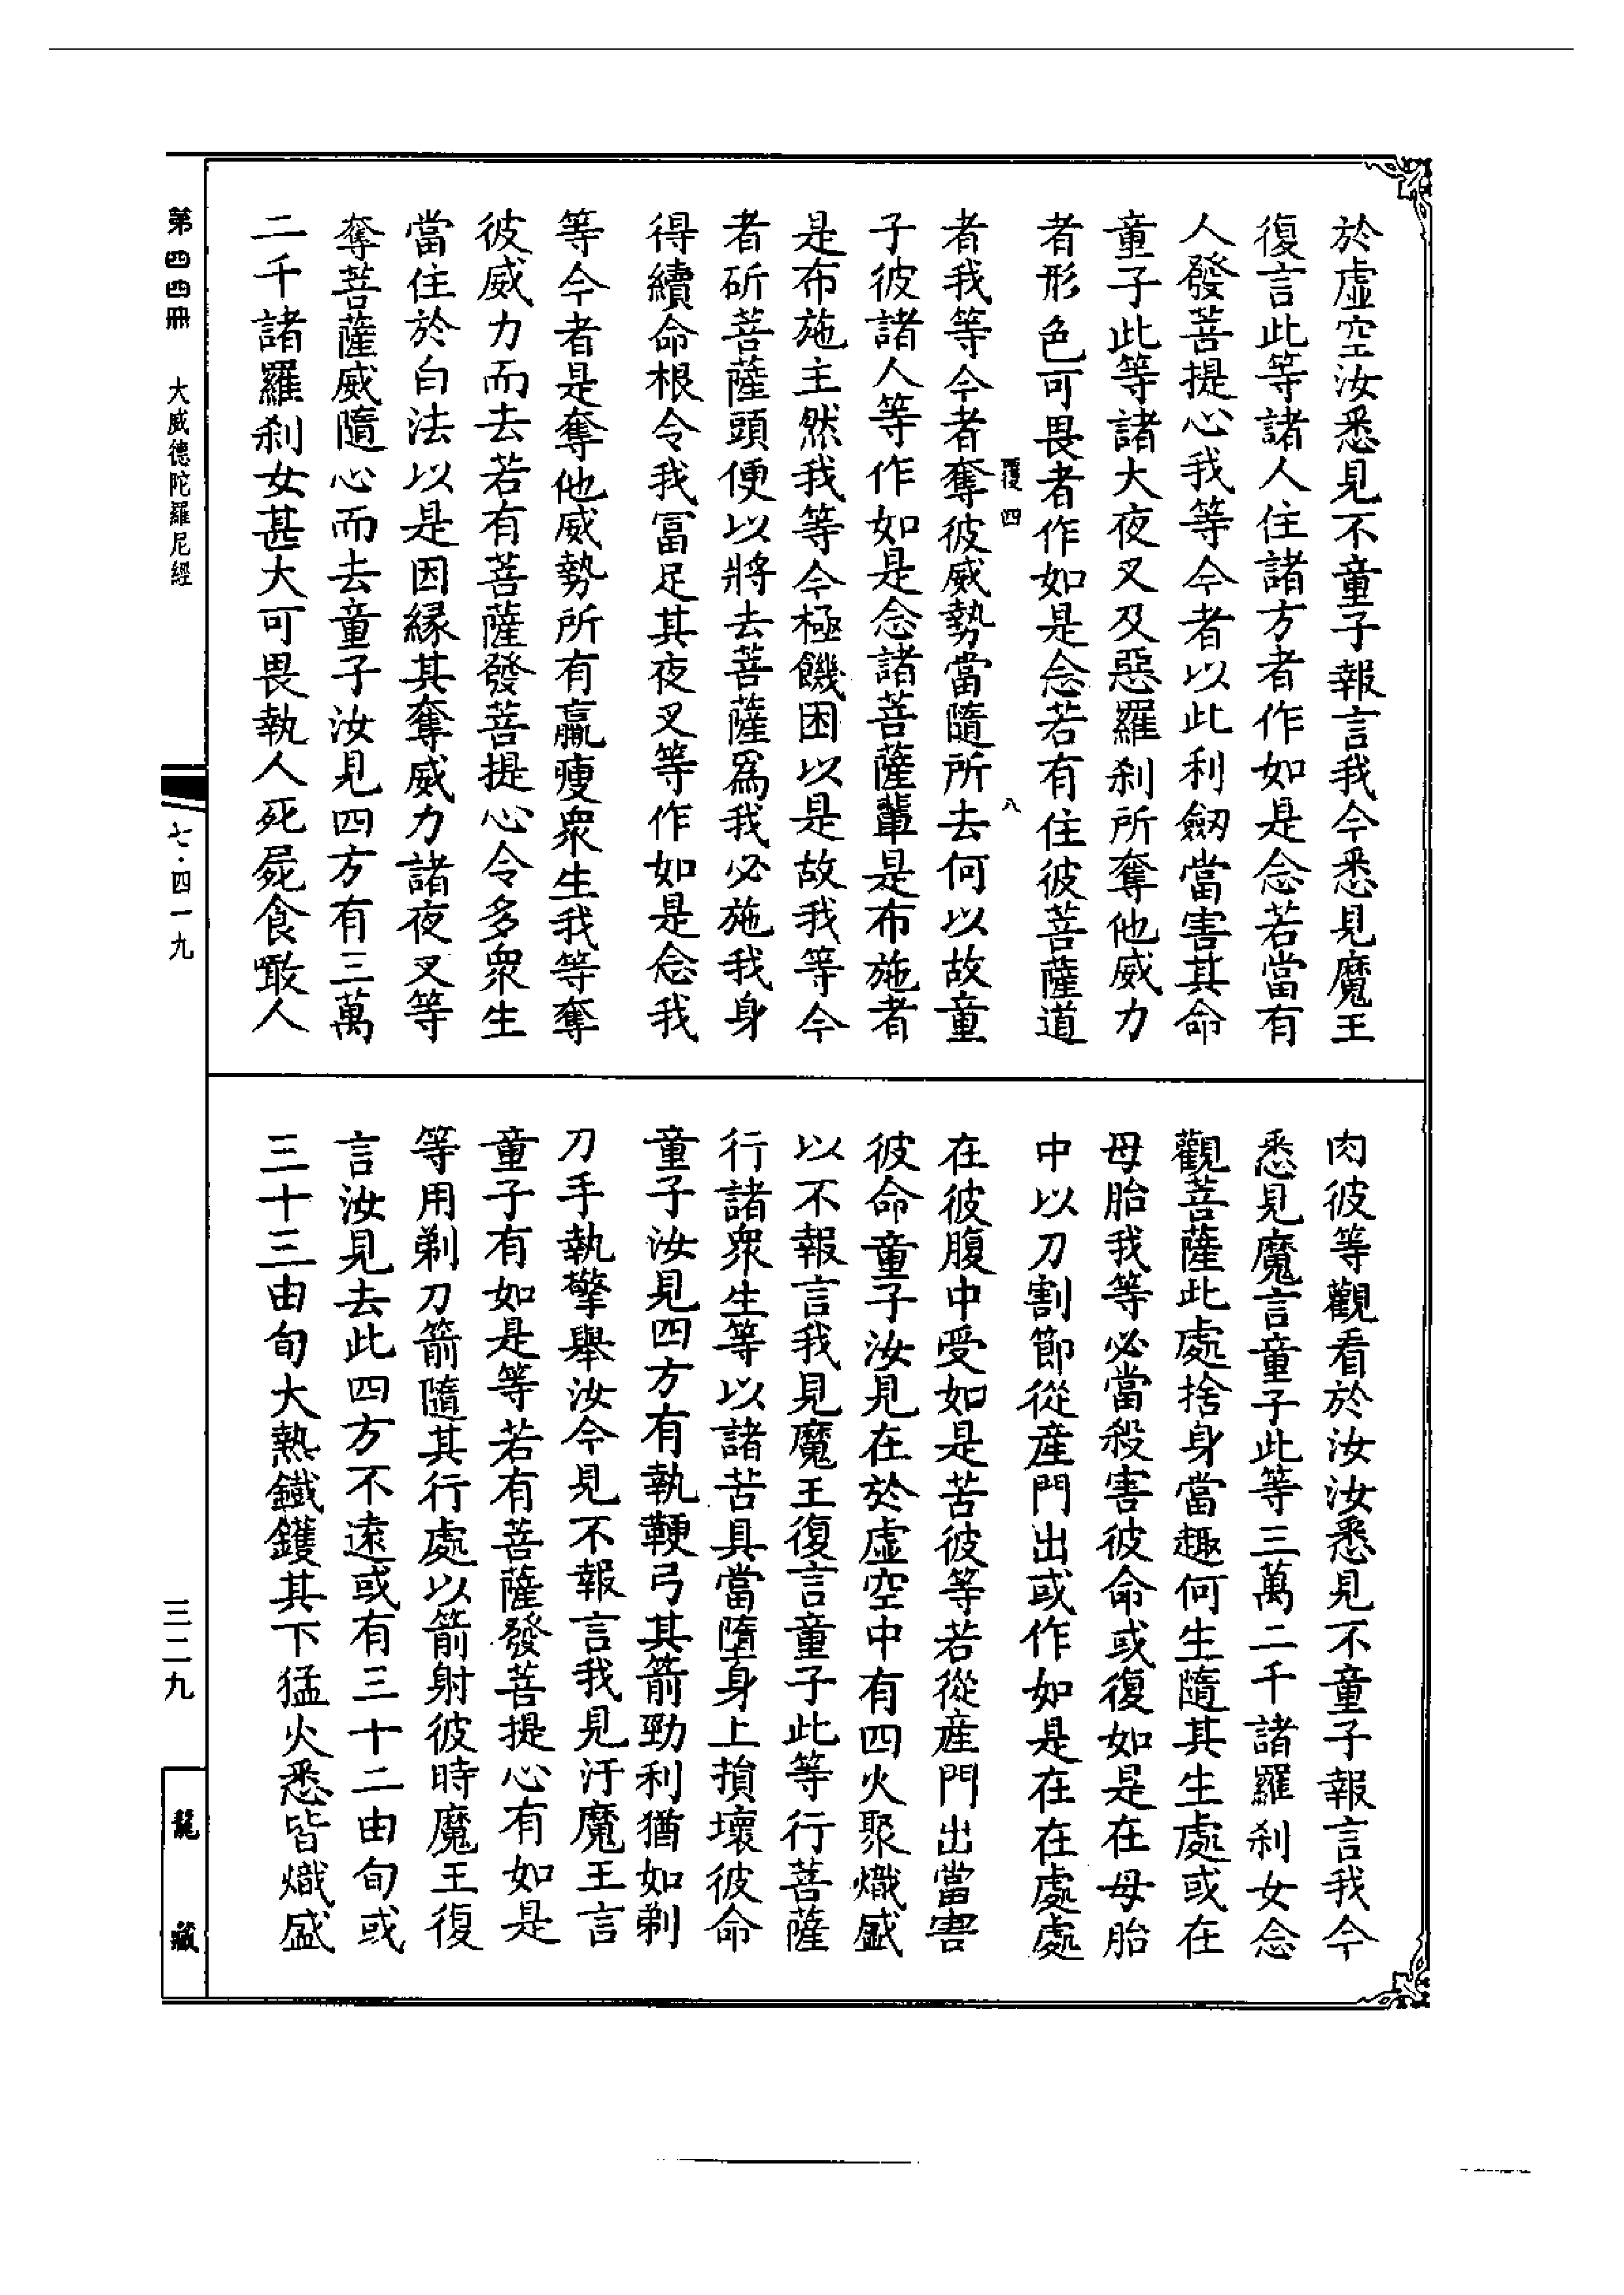 於虛空汝悉見不童子報言我今悉見魔王
復言此等諸人住諸方者作如是念若當有
人發菩提心我等今者以此利劒當害其命
童子此等諸大夜叉及惡羅刹所奪他威力
者形色可畏者作如是念若有住彼菩薩道
覆四 八
者我等今者奪彼威勢當隨所去何以故童
子彼諸人等作如是念諸菩薩輩是布施者
是布施主然我等今極饑困以是故我等今
者斫菩薩頭便以將去菩薩爲我必施我身
得續命根令我冨足其夜叉等作如是念我
等今者是奪他威勢所有羸瘦衆生我等奪
彼威力而去若有菩薩發菩提心令多衆生
當住於白法以是因緣其奪威力諸夜叉等
奪菩薩威隨心而去童子汝見四方有三萬
二千諸羅刹女甚大可畏執人死屍食噉人
肉彼等觀看於汝汝悉見不童子報言我今
悉見魔言童子此等三萬二千諸羅刹女念
觀菩薩此處捨身當趣何生隨其生處或在
母胎我等必當殺害彼命或復如是在母胎
中以刀割節從產門出或作如是在在處處
在彼腹中受如是苦彼等若從產門出當害
彼命童子汝見在於虛空中有四火聚熾盛
以不報言我見魔王復言童子此等行菩薩
行諸衆生等以諸苦具當墮身上損壞彼命
童子汝見四方有執鞕弓其箭勁利猶如剃
刀手執擎舉汝今見不報言我見汙魔王言
童子有如是等若有菩薩發菩提心有如是
等用剃刀箭隨其行處以箭射彼時魔王復
言汝見去此四方不遠或有三十二由旬或
三十三由旬大熱鐵鑊其下猛火悉皆熾盛
第四四冊 大威德陀羅尼經
七·四一九
三二九
龍藏